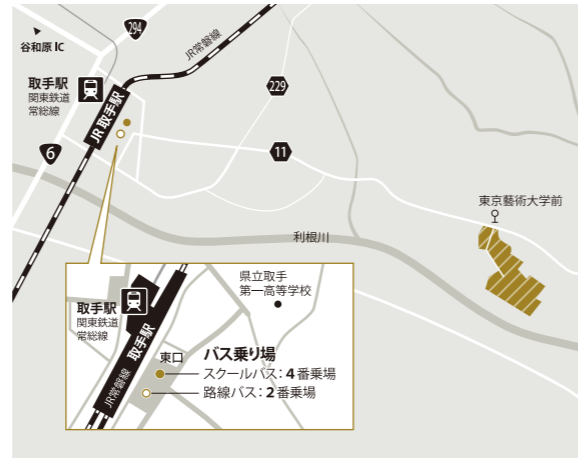 294
谷和原 IC
JR常磐線
取手駅
関東鉄道
常総線
JR 取手駅
229
6
11
東京藝術大学前
利根川
県立取手
第一高等学校
取手駅
関東鉄道
常総線
取手駅
東口
バス乗り場
スクールバス：4番乗場
路線バス：2番乗場
JR常磐線